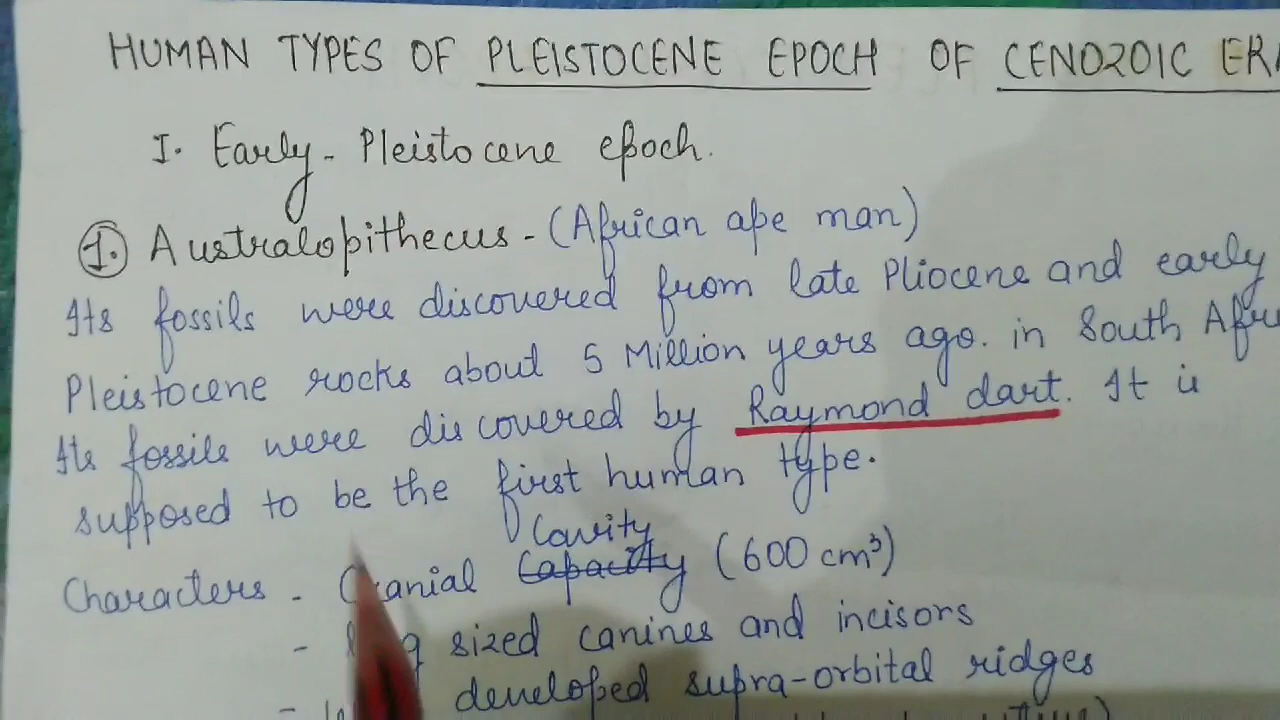 HUMAN TYPES OF PLEISTOCENE EPOCH OF CENOZOIC ERA
I. Early - Pleistocene epoch.
1. Australopithecus - (African ape man)
Its fossils were discovered from late Pliocene and early
Pleistocene rocks about 5 Million years ago. in South Afri
Its fossils were discovered by Raymond dart. It is
supposed to be the first human type.
Cavity
Characters - Cranial Capacity (600 cm³)
- sized canines and incisors
- developed supra-orbital ridges